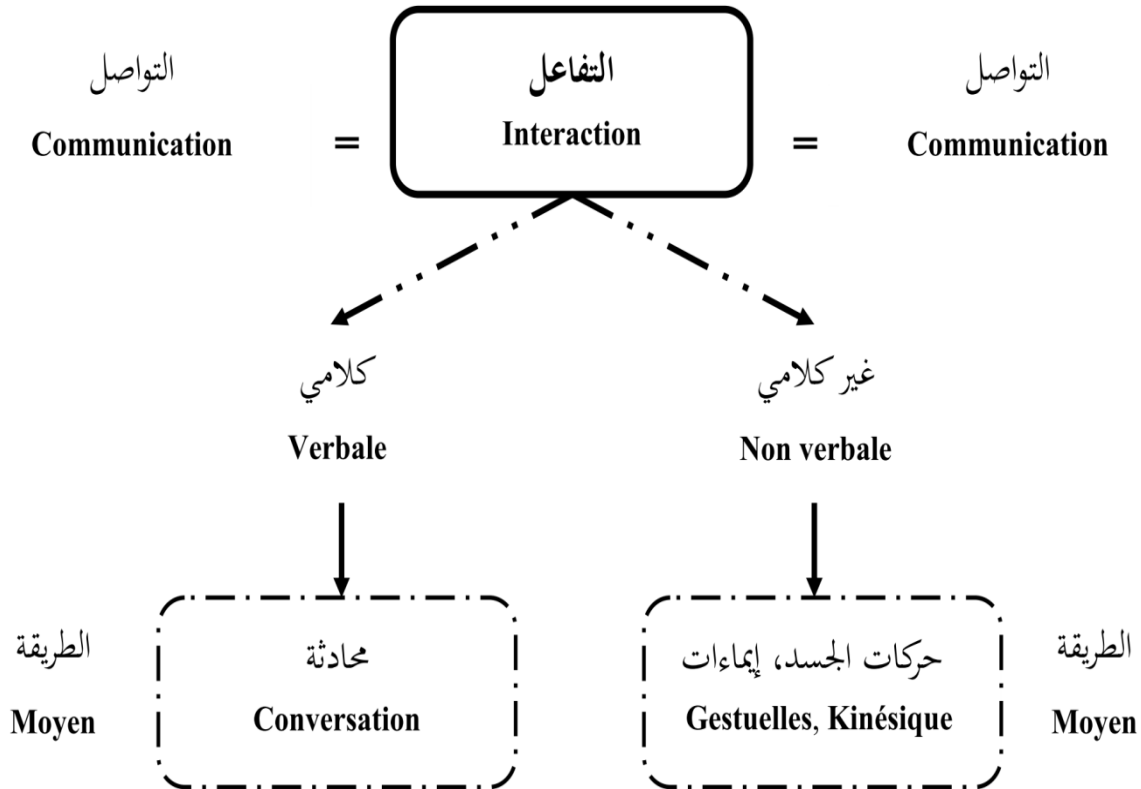 التواصل
Communication
=
التفاعل
Interaction
=
التواصل
Communication
كلامي
Verbale
غير كلامي
Non verbale
الطريقة
Moyen
محادثة
Conversation
حركات الجسد، إيماءات
Gestuelles, Kinésique
الطريقة
Moyen